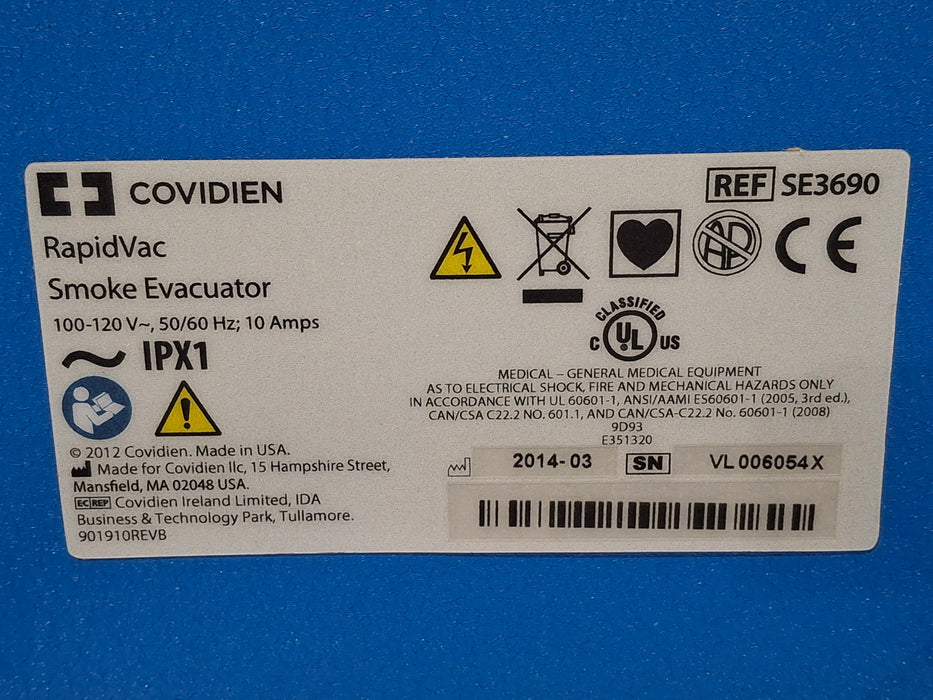 COVIDIEN
REF SE3690
RapidVac
Smoke Evacuator
100-120 V~, 50/60 Hz; 10 Amps
IPX1
AP
CE
CLASSIFIED
C UL US
MEDICAL – GENERAL MEDICAL EQUIPMENT
AS TO ELECTRICAL SHOCK, FIRE AND MECHANICAL HAZARDS ONLY
IN ACCORDANCE WITH UL 60601-1, ANSI/AAMI ES60601-1 (2005, 3rd ed.),
CAN/CSA C22.2 NO. 601.1, AND CAN/CSA-C22.2 No. 60601-1 (2008)
9D93
E351320
© 2012 Covidien. Made in USA.
Made for Covidien llc, 15 Hampshire Street,
Mansfield, MA 02048 USA.
EC REP Covidien Ireland Limited, IDA
Business & Technology Park, Tullamore.
901910REVB
2014-03 SN VL 006054X